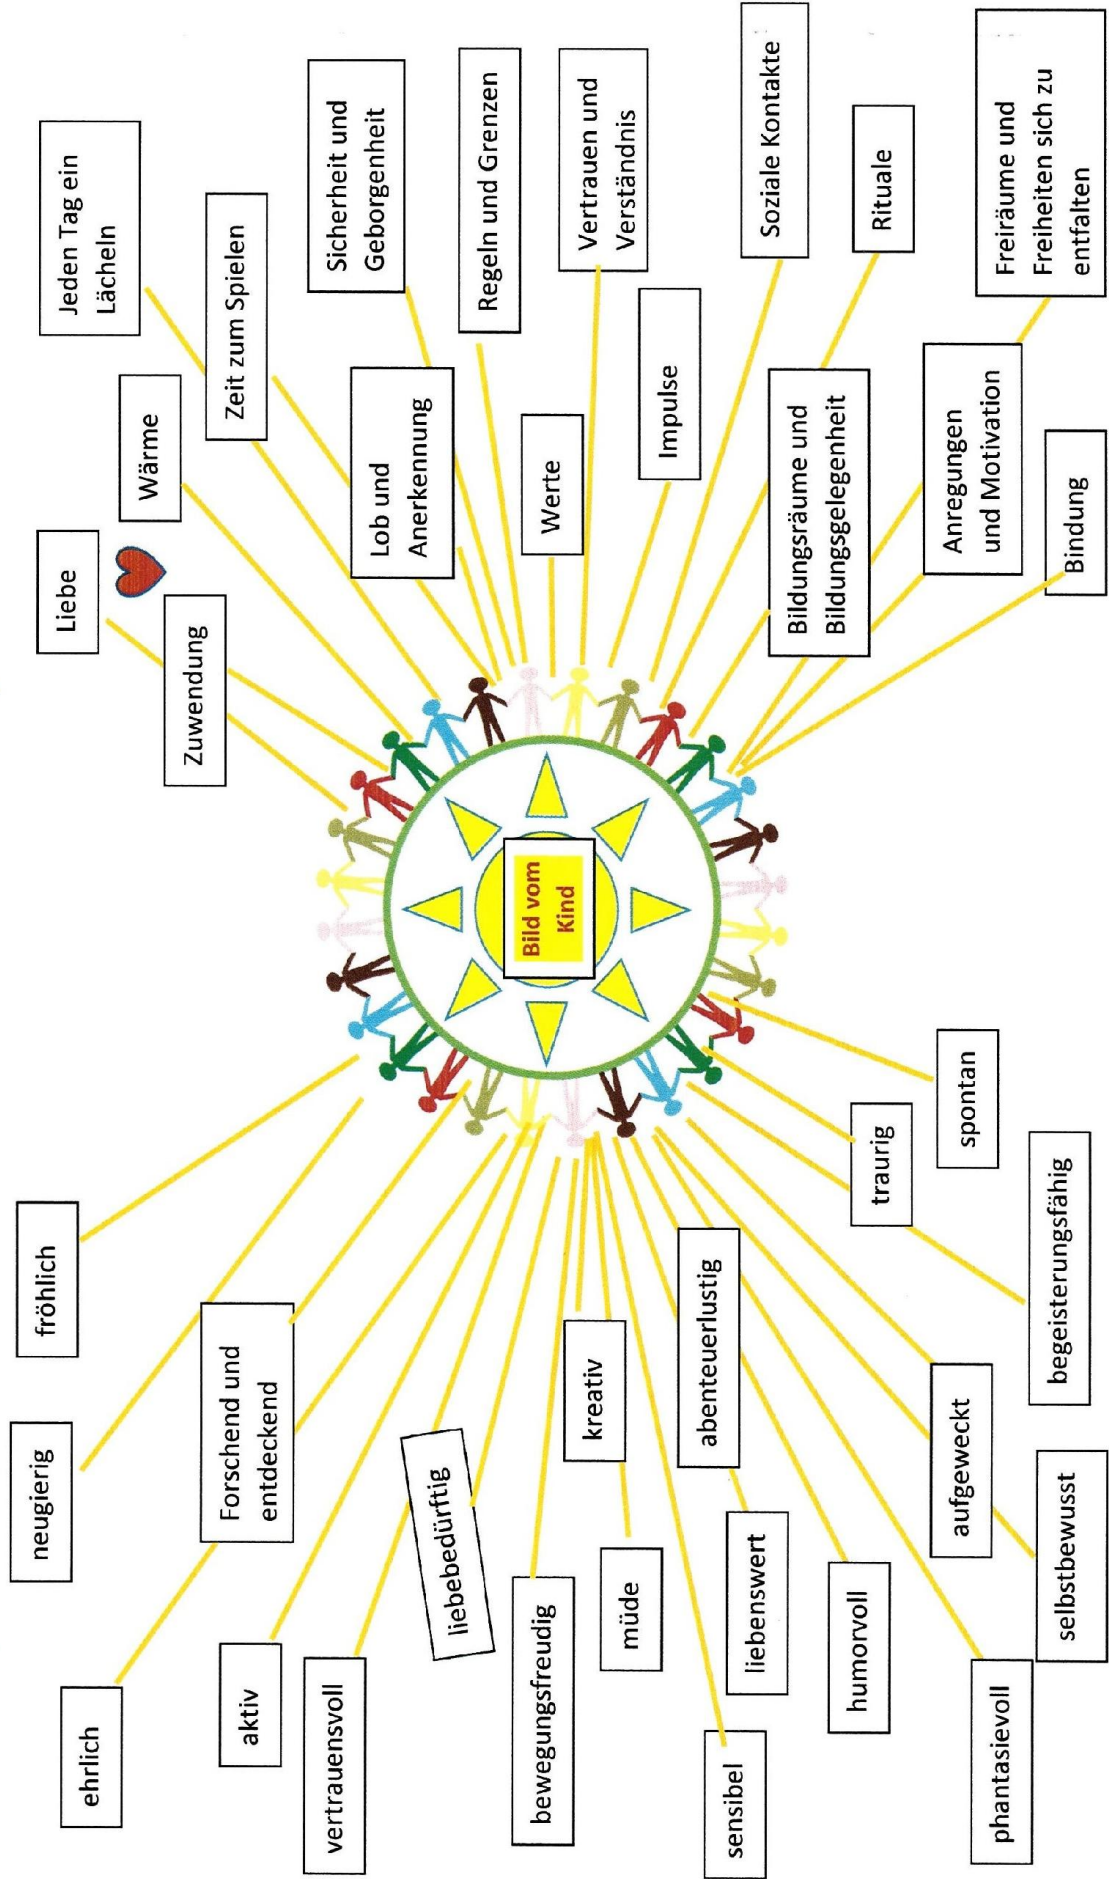 neugierig
fröhlich
ehrlich
Forschend und
entdeckend
aktiv
vertrauensvoll
liebebedürftig
bewegungsfreudig
kreativ
müde
abenteuerlustig
sensibel
liebenswert
humorvoll
traurig
aufgeweckt
spontan
phantasievoll
begeisterungsfähig
selbstbewusst
Bild vom
Kind
Liebe
Jeden Tag ein
Lächeln
Wärme
Zuwendung
Zeit zum Spielen
Sicherheit und
Geborgenheit
Lob und
Anerkennung
Regeln und Grenzen
Werte
Vertrauen und
Verständnis
Impulse
Soziale Kontakte
Bildungsräume und
Bildungsgelegenheit
Rituale
Anregungen
und Motivation
Freiräume und
Freiheiten sich zu
entfalten
Bindung